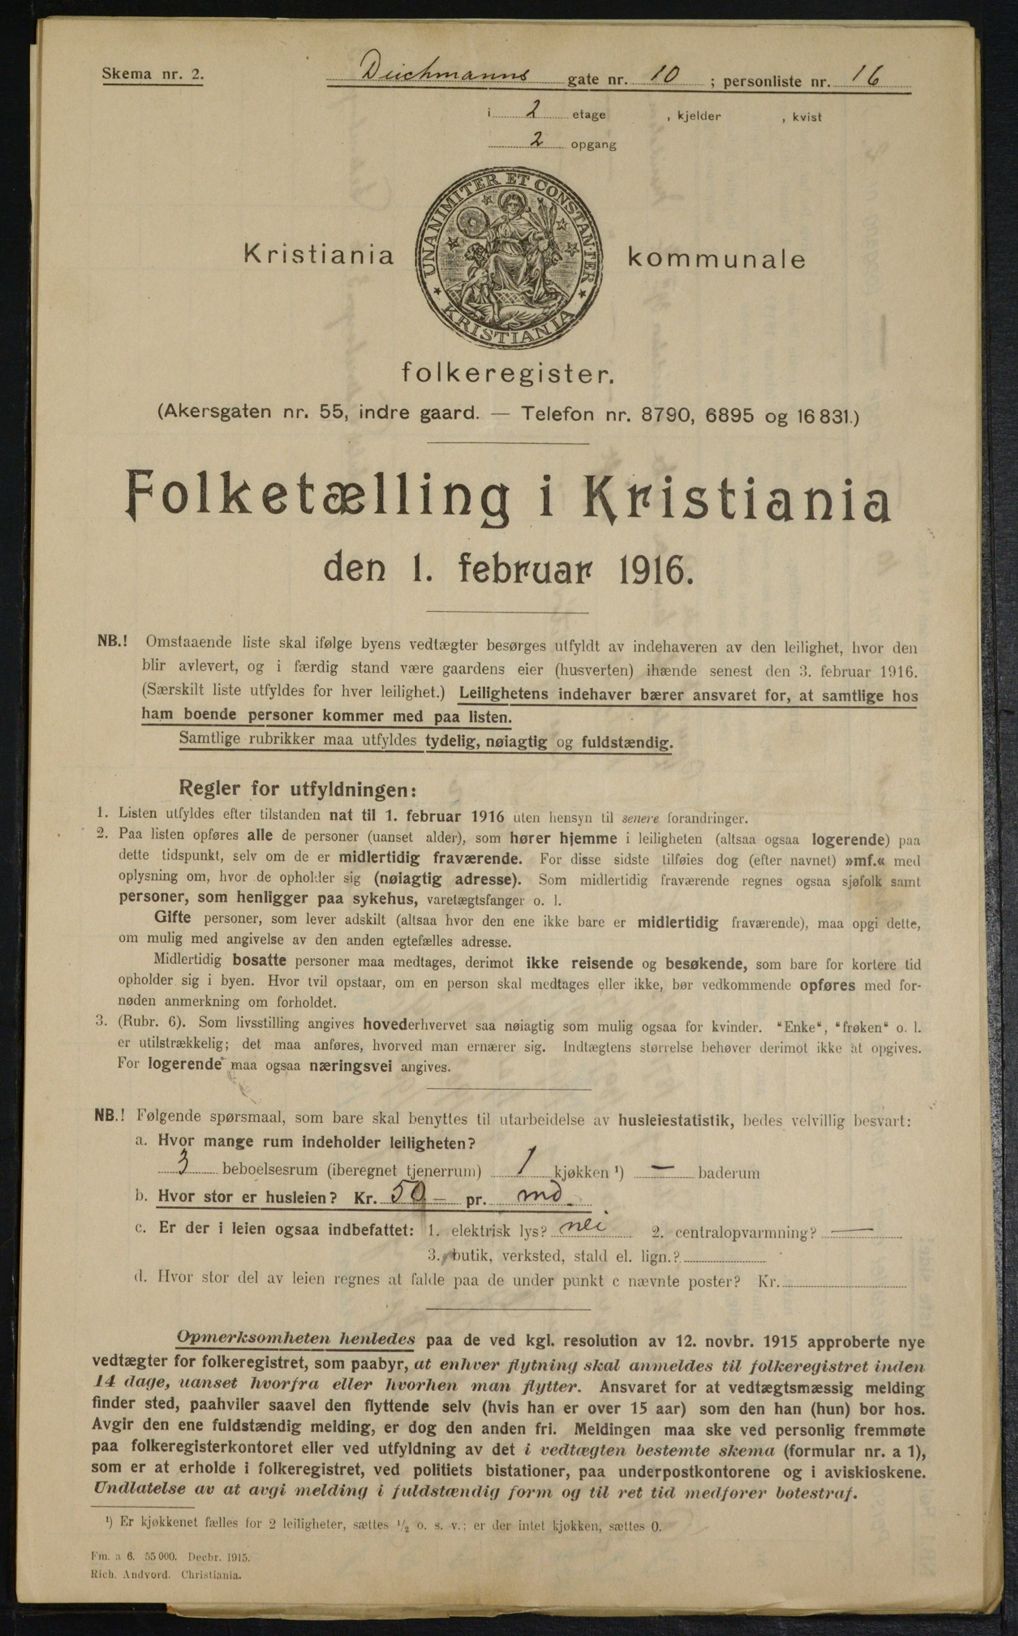 Skema nr. 2.
Deichmanns gate nr. 10 ; personliste nr. 16
i 2 etage , kjelder , kvist
2 opgang
UNANIMITER ET CONSTANTER
★ KRISTIANIA ★
Kristiania kommunale
folkeregister.
(Akersgaten nr. 55, indre gaard. — Telefon nr. 8790, 6895 og 16 831.)
Folketælling i Kristiania
den 1. februar 1916.
NB.! Omstaaende liste skal ifølge byens vedtægter besørges utfyldt av indehaveren av den leilighet, hvor den
blir avlevert, og i færdig stand være gaardens eier (husverten) ihænde senest den 3. februar 1916.
(Særskilt liste utfyldes for hver leilighet.) Leilighetens indehaver bærer ansvaret for, at samtlige hos
ham boende personer kommer med paa listen.
Samtlige rubrikker maa utfyldes tydelig, nøiagtig og fuldstændig.
Regler for utfyldningen:
1. Listen utfyldes efter tilstanden nat til 1. februar 1916 uten hensyn til senere forandringer.
2. Paa listen opføres alle de personer (uanset alder), som hører hjemme i leiligheten (altsaa ogsaa logerende) paa
dette tidspunkt, selv om de er midlertidig fraværende. For disse sidste tilføies dog (efter navnet) »mf.« med
oplysning om, hvor de opholder sig (nøiagtig adresse). Som midlertidig fraværende regnes ogsaa sjøfolk samt
personer, som henligger paa sykehus, varetægtsfanger o. l.
Gifte personer, som lever adskilt (altsaa hvor den ene ikke bare er midlertidig fraværende), maa opgi dette,
om mulig med angivelse av den anden egtefælles adresse.
Midlertidig bosatte personer maa medtages, derimot ikke reisende og besøkende, som bare for kortere tid
opholder sig i byen. Hvor tvil opstaar, om en person skal medtages eller ikke, bør vedkommende opføres med for-
nøden anmerkning om forholdet.
3. (Rubr. 6). Som livsstilling angives hovederhvervet saa nøiagtig som mulig ogsaa for kvinder. "Enke", "frøken" o. l.
er utilstrækkelig; det maa anføres, hvorved man ernærer sig. Indtægtens størrelse behøver derimot ikke at opgives.
For logerende maa ogsaa næringsvei angives.
NB.! Følgende spørsmaal, som bare skal benyttes til utarbeidelse av husleiestatistik, bedes velvillig besvart:
a. Hvor mange rum indeholder leiligheten?
3 beboelsesrum (iberegnet tjenerrum) 1 kjøkken ¹) — baderum
b. Hvor stor er husleien? Kr. 50 — pr. md.
c. Er der i leien ogsaa indbefattet: 1. elektrisk lys? nei 2. centralopvarmning? —
3. butik, verksted, stald el. lign.?
d. Hvor stor del av leien regnes at falde paa de under punkt c nævnte poster? Kr.
Opmerksomheten henledes paa de ved kgl. resolution av 12. novbr. 1915 approberte nye
vedtægter for folkeregistret, som paabyr, at enhver flytning skal anmeldes til folkeregistret inden
14 dage, uanset hvorfra eller hvorhen man flytter. Ansvaret for at vedtægtsmæssig melding
finder sted, paahviler saavel den flyttende selv (hvis han er over 15 aar) som den han (hun) bor hos.
Avgir den ene fuldstændig melding, er dog den anden fri. Meldingen maa ske ved personlig fremmøte
paa folkeregisterkontoret eller ved utfyldning av det i vedtægten bestemte skema (formular nr. a 1),
som er at erholde i folkeregistret, ved politiets bistationer, paa underpostkontorene og i aviskioskene.
Undlatelse av at avgi melding i fuldstændig form og til ret tid medfører bøtestraf.
¹) Er kjøkkenet fælles for 2 leiligheter, sættes ½ o. s. v.; er der intet kjøkken, sættes 0.
Fm. a 6. 55 000. Decbr. 1915.
Rich. Andvord. Christiania.